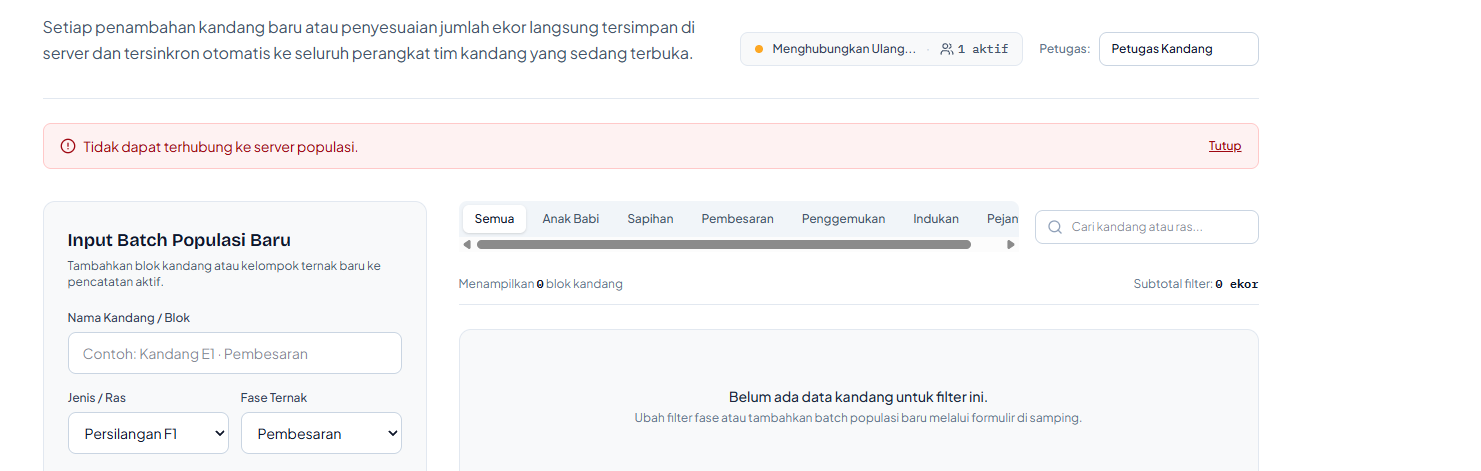 Setiap penambahan kandang baru atau penyesuaian jumlah ekor langsung tersimpan di
server dan tersinkron otomatis ke seluruh perangkat tim kandang yang sedang terbuka.
Menghubungkan Ulang... · 1 aktif
Petugas: Petugas Kandang
Tidak dapat terhubung ke server populasi.
Tutup
Input Batch Populasi Baru
Tambahkan blok kandang atau kelompok ternak baru ke
pencatatan aktif.
Nama Kandang / Blok
Contoh: Kandang E1 · Pembesaran
Jenis / Ras
Fase Ternak
Persilangan F1
Pembesaran
Semua Anak Babi Sapihan Pembesaran Penggemukan Indukan Pejan
Cari kandang atau ras...
Menampilkan 0 blok kandang
Subtotal filter: 0 ekor
Belum ada data kandang untuk filter ini.
Ubah filter fase atau tambahkan batch populasi baru melalui formulir di samping.